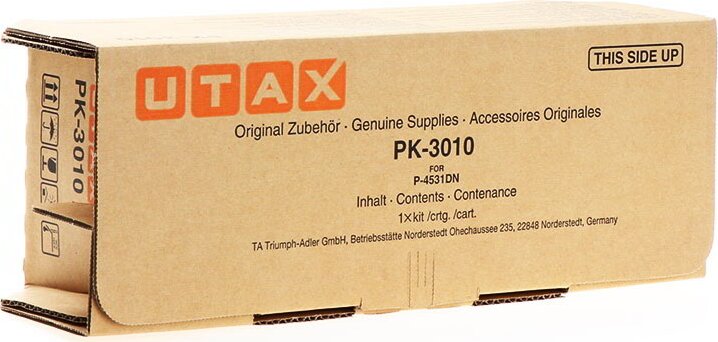 UTAX
THIS SIDE UP
Original Zubehör · Genuine Supplies · Accessoires Originales
PK-3010
FOR
P-4531DN
Inhalt · Contents · Contenance
1×kit /crtg. /cart.
TA Triumph-Adler GmbH, Betriebsstätte Norderstedt Ohechaussee 235, 22848 Norderstedt, Germany
PK-3010
UTAX